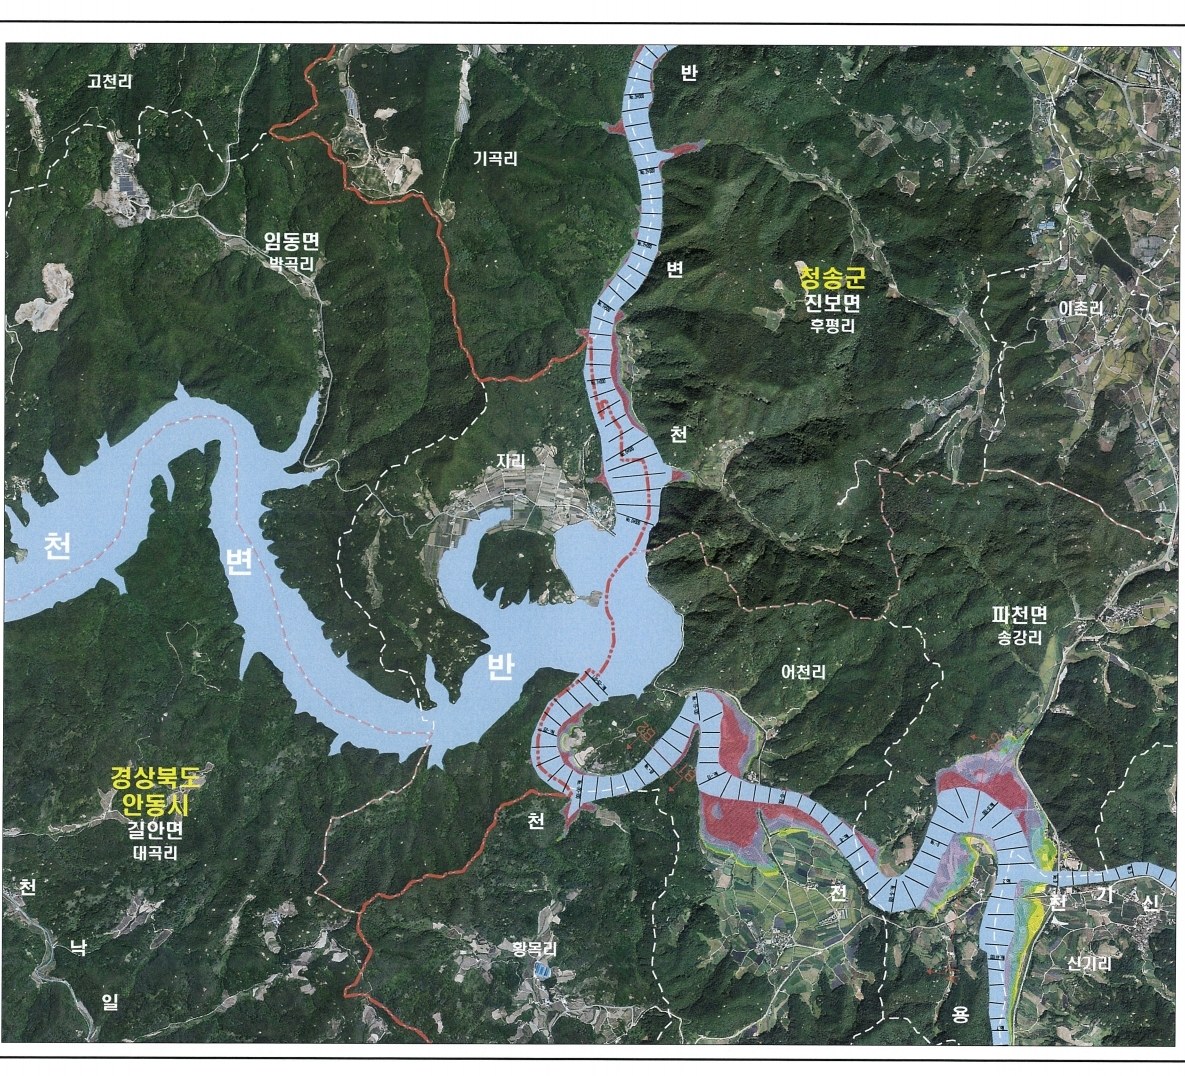 고천리
반
기곡리
임동면
박곡리
변
청송군
진보면
후평리
이촌리
천
지리
천
변
반
파천면
송강리
어천리
경상북도
안동시
길안면
대곡리
천
천
전
천
기
신
낙
황목리
신기리
일
용